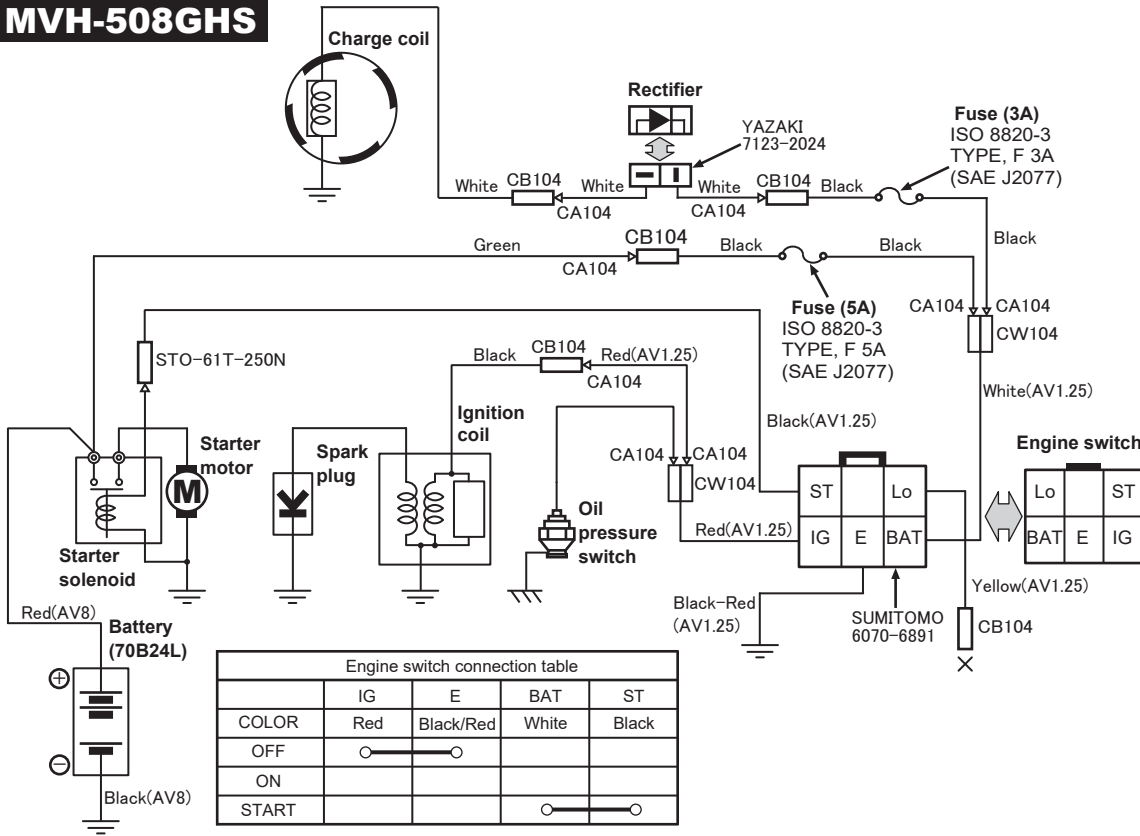 MVH-508GHS
Charge coil
Rectifier
YAZAKI
7123-2024
Fuse (3A)
ISO 8820-3
TYPE, F 3A
(SAE J2077)
White
CB104
White
CA104
White
CB104
Black
CA104
Black
Green
CB104
Black
Black
CA104
Fuse (5A)
ISO 8820-3
TYPE, F 5A
(SAE J2077)
CA104
CA104
CW104
White(AV1.25)
STO-61T-250N
Black
CB104
Red(AV1.25)
CA104
Black(AV1.25)
Starter
motor
M
Spark
plug
Ignition
coil
CA104
CA104
CW104
Oil
pressure
switch
Red(AV1.25)
ST
Lo
IG
E
BAT
Engine switch
Lo
ST
BAT
E
IG
Starter
solenoid
Red(AV8)
Battery
(70B24L)
+
−
Black(AV8)
Black-Red
(AV1.25)
SUMITOMO
6070-6891
Yellow(AV1.25)
CB104
Engine switch connection table
IG E BAT ST
COLOR Red Black/Red White Black
OFF
ON
START